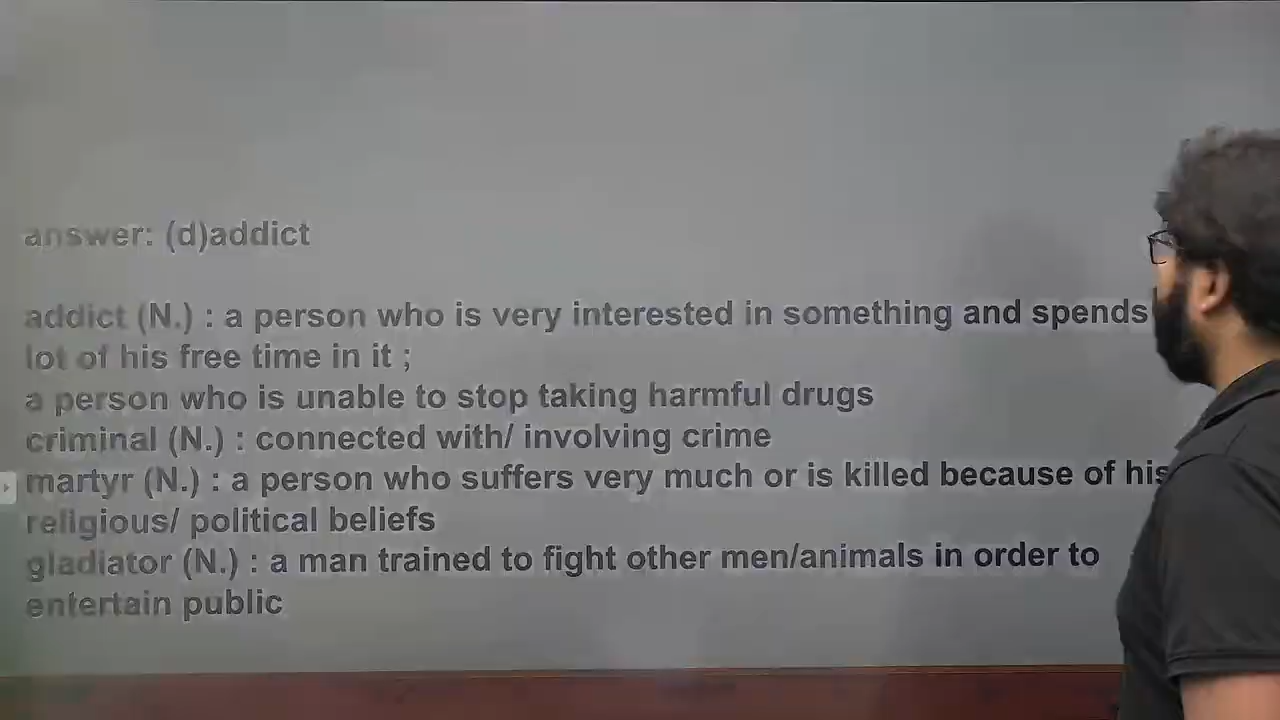 answer: (d)addict
addict (N.) : a person who is very interested in something and spends
lot of his free time in it ;
a person who is unable to stop taking harmful drugs
criminal (N.) : connected with/ involving crime
martyr (N.) : a person who suffers very much or is killed because of his
religious/ political beliefs
gladiator (N.) : a man trained to fight other men/animals in order to
entertain public